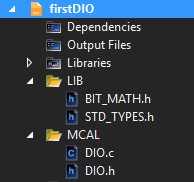 firstDIO
Dependencies
Output Files
Libraries
LIB
BIT_MATH.h
STD_TYPES.h
MCAL
DIO.c
DIO.h